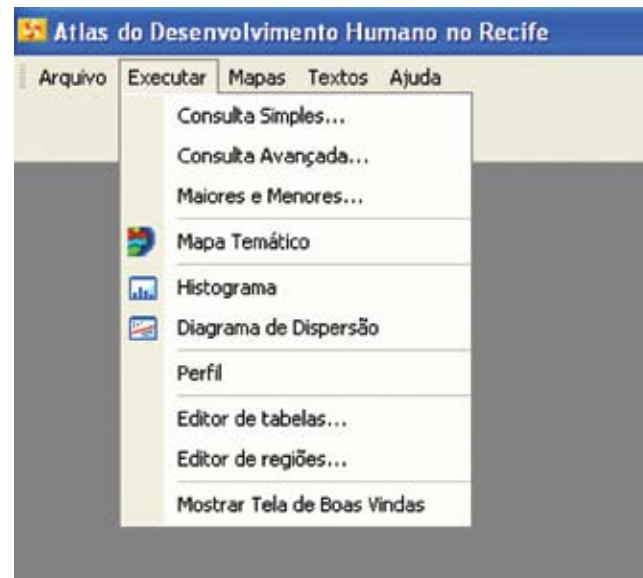 Atlas do Desenvolvimento Humano no Recife
Arquivo Executar Mapas Textos Ajuda
Consulta Simples...
Consulta Avançada...
Maiores e Menores...
Mapa Temático
Histograma
Diagrama de Dispersão
Perfil
Editor de tabelas...
Editor de regiões...
Mostrar Tela de Boas Vindas